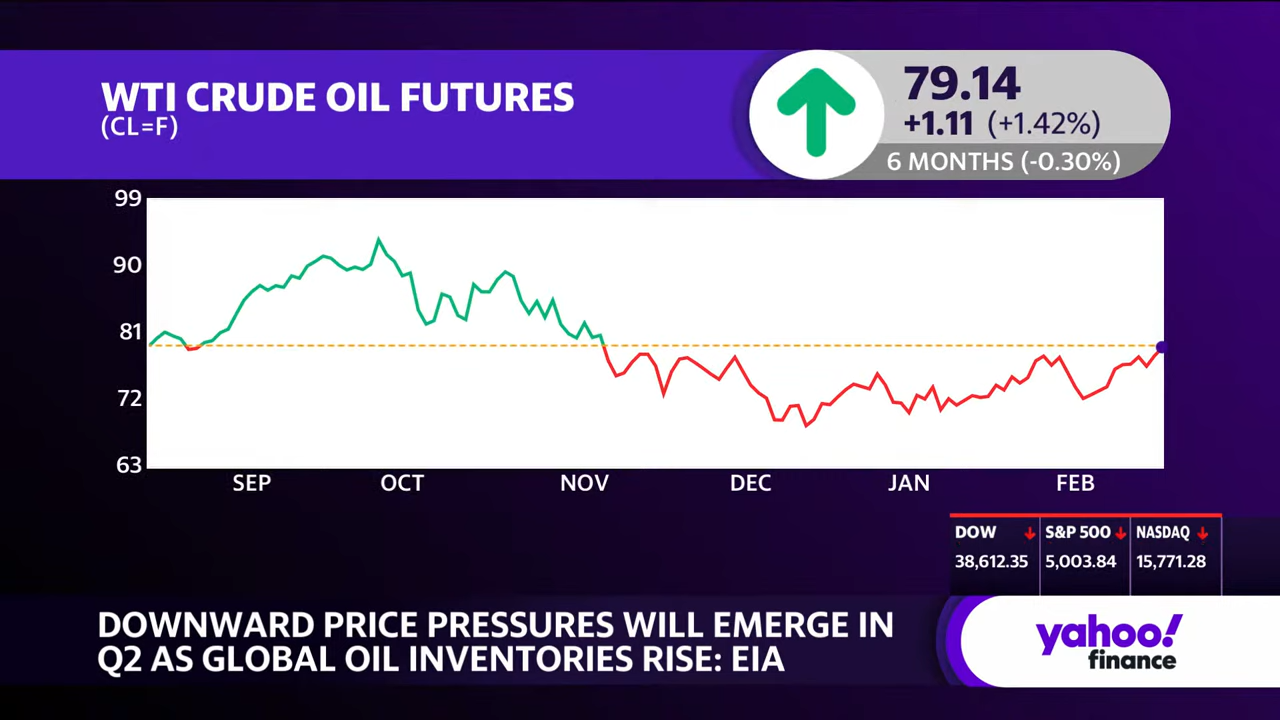 WTI CRUDE OIL FUTURES
(CL=F)
79.14
+1.11 (+1.42%)
6 MONTHS (-0.30%)
99
90
81
72
63
SEP OCT NOV DEC JAN FEB
DOW S&P 500 NASDAQ
38,612.35 5,003.84 15,771.28
DOWNWARD PRICE PRESSURES WILL EMERGE IN
Q2 AS GLOBAL OIL INVENTORIES RISE: EIA
yahoo!
finance